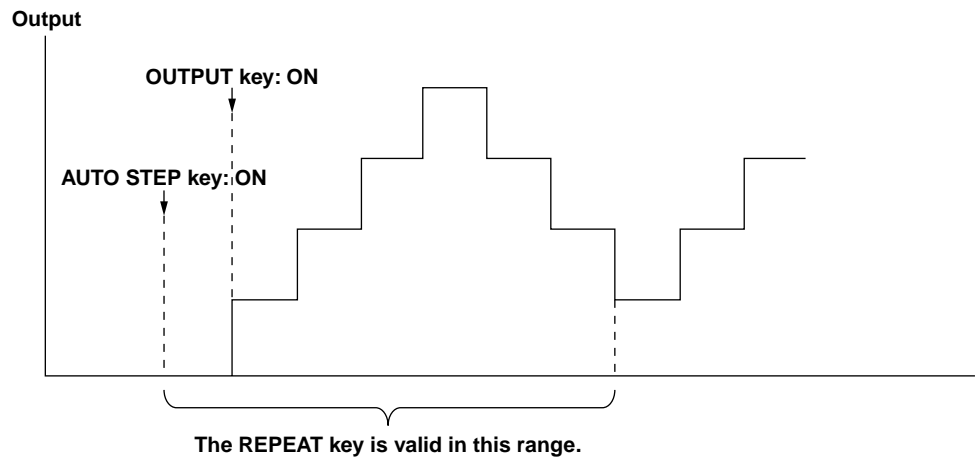 Output
OUTPUT key: ON
AUTO STEP key: ON
The REPEAT key is valid in this range.